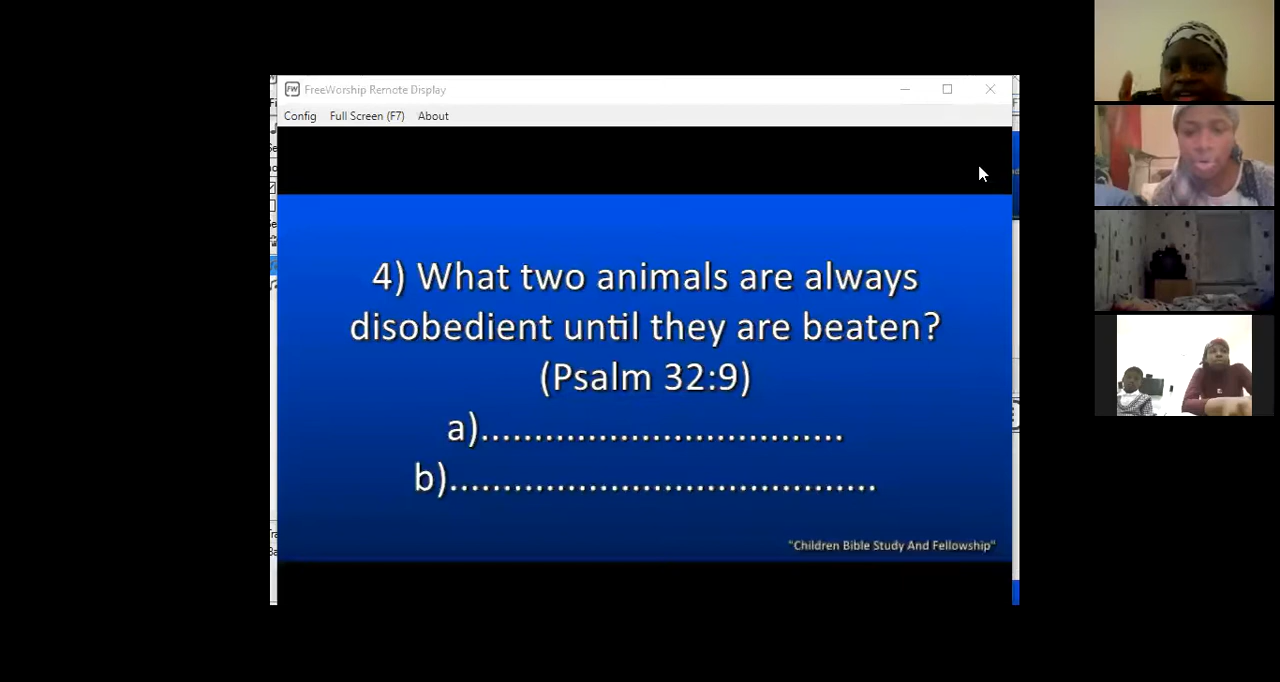 FreeWorship Remote Display
Config Full Screen (F7) About
4) What two animals are always
disobedient until they are beaten?
(Psalm 32:9)
a)..................................
b)........................................
"Children Bible Study And Fellowship"